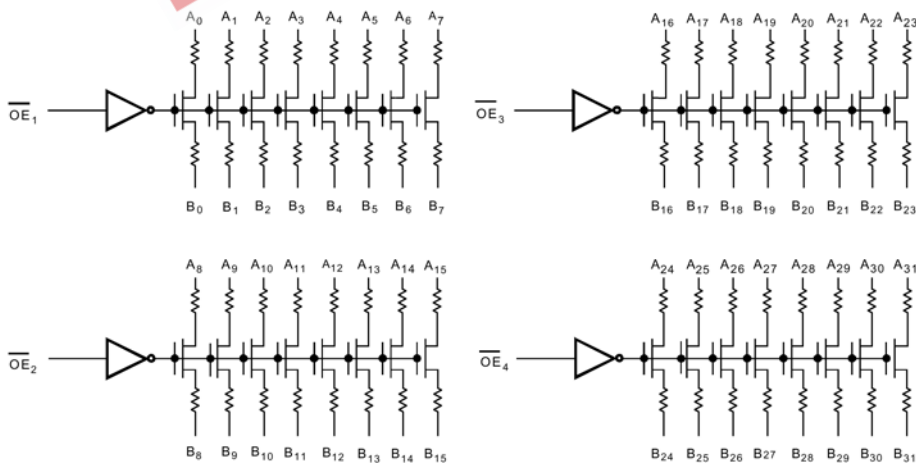 A0 A1 A2 A3 A4 A5 A6 A7
OE1
B0 B1 B2 B3 B4 B5 B6 B7
A16 A17 A18 A19 A20 A21 A22 A23
OE3
B16 B17 B18 B19 B20 B21 B22 B23
A8 A9 A10 A11 A12 A13 A14 A15
OE2
B8 B9 B10 B11 B12 B13 B14 B15
A24 A25 A26 A27 A28 A29 A30 A31
OE4
B24 B25 B26 B27 B28 B29 B30 B31